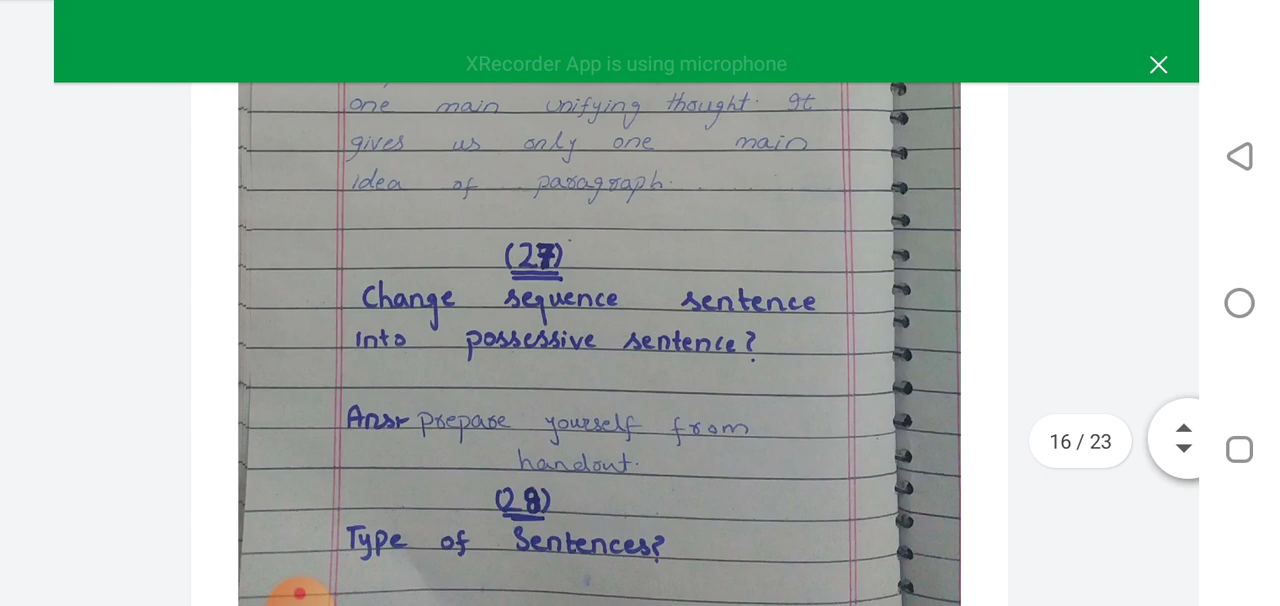 XRecorder App is using microphone
one main unifying thought. It
gives us only one main
idea of paragraph.
(27)
Change sequence sentence
into possessive sentence?
Ans:- prepare yourself from
handout.
(28)
Type of Sentences?
16 / 23